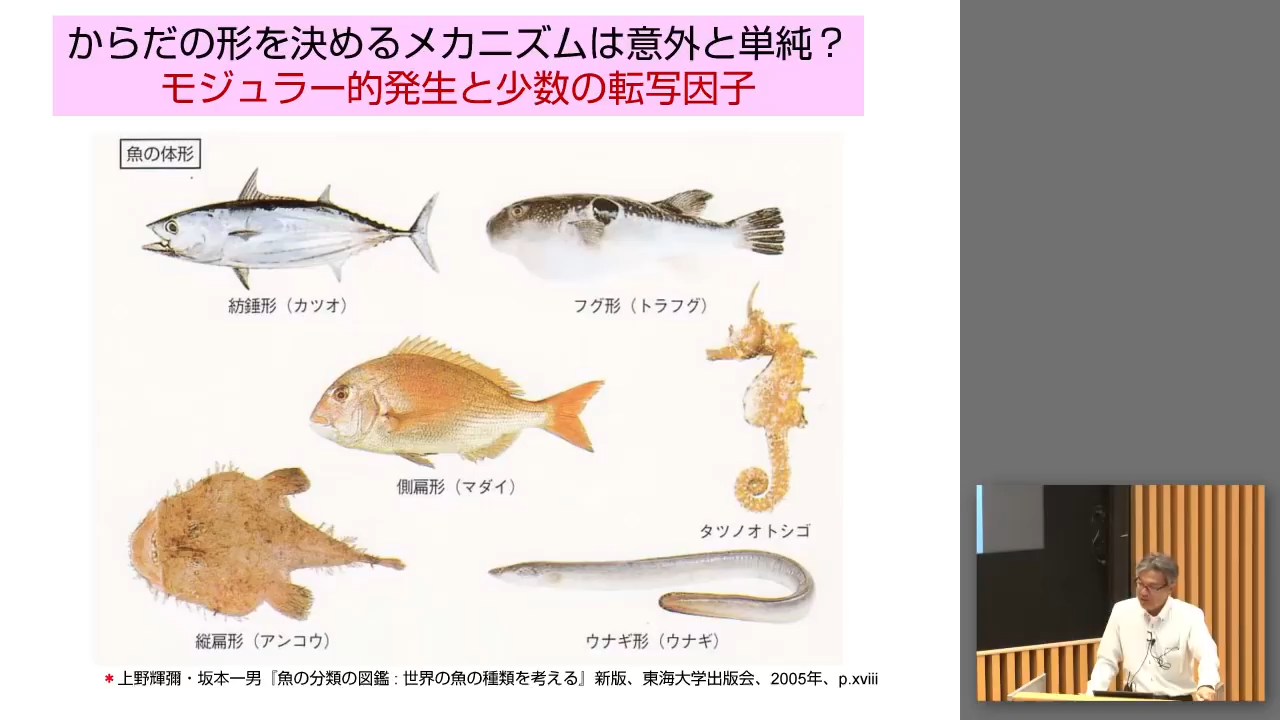 からだの形を決めるメカニズムは意外と単純？
モジュラー的発生と少数の転写因子
魚の体形
紡錘形（カツオ）
フグ形（トラフグ）
側扁形（マダイ）
タツノオトシゴ
縦扁形（アンコウ）
ウナギ形（ウナギ）
＊上野輝彌・坂本一男『魚の分類の図鑑 : 世界の魚の種類を考える』新版、東海大学出版会、2005年、p.xviii